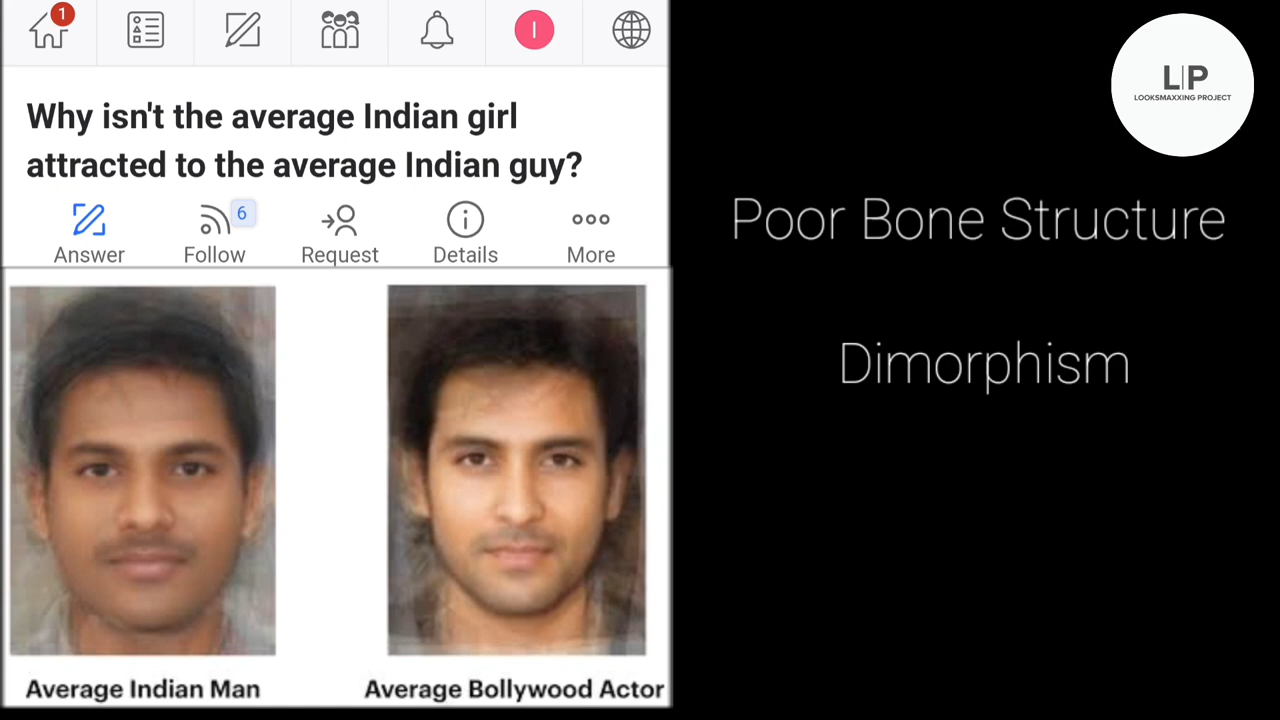 1
I
Why isn't the average Indian girl
attracted to the average Indian guy?
6
Answer
Follow
Request
Details
More
Average Indian Man
Average Bollywood Actor
L|P
LOOKSMAXXING PROJECT
Poor Bone Structure
Dimorphism